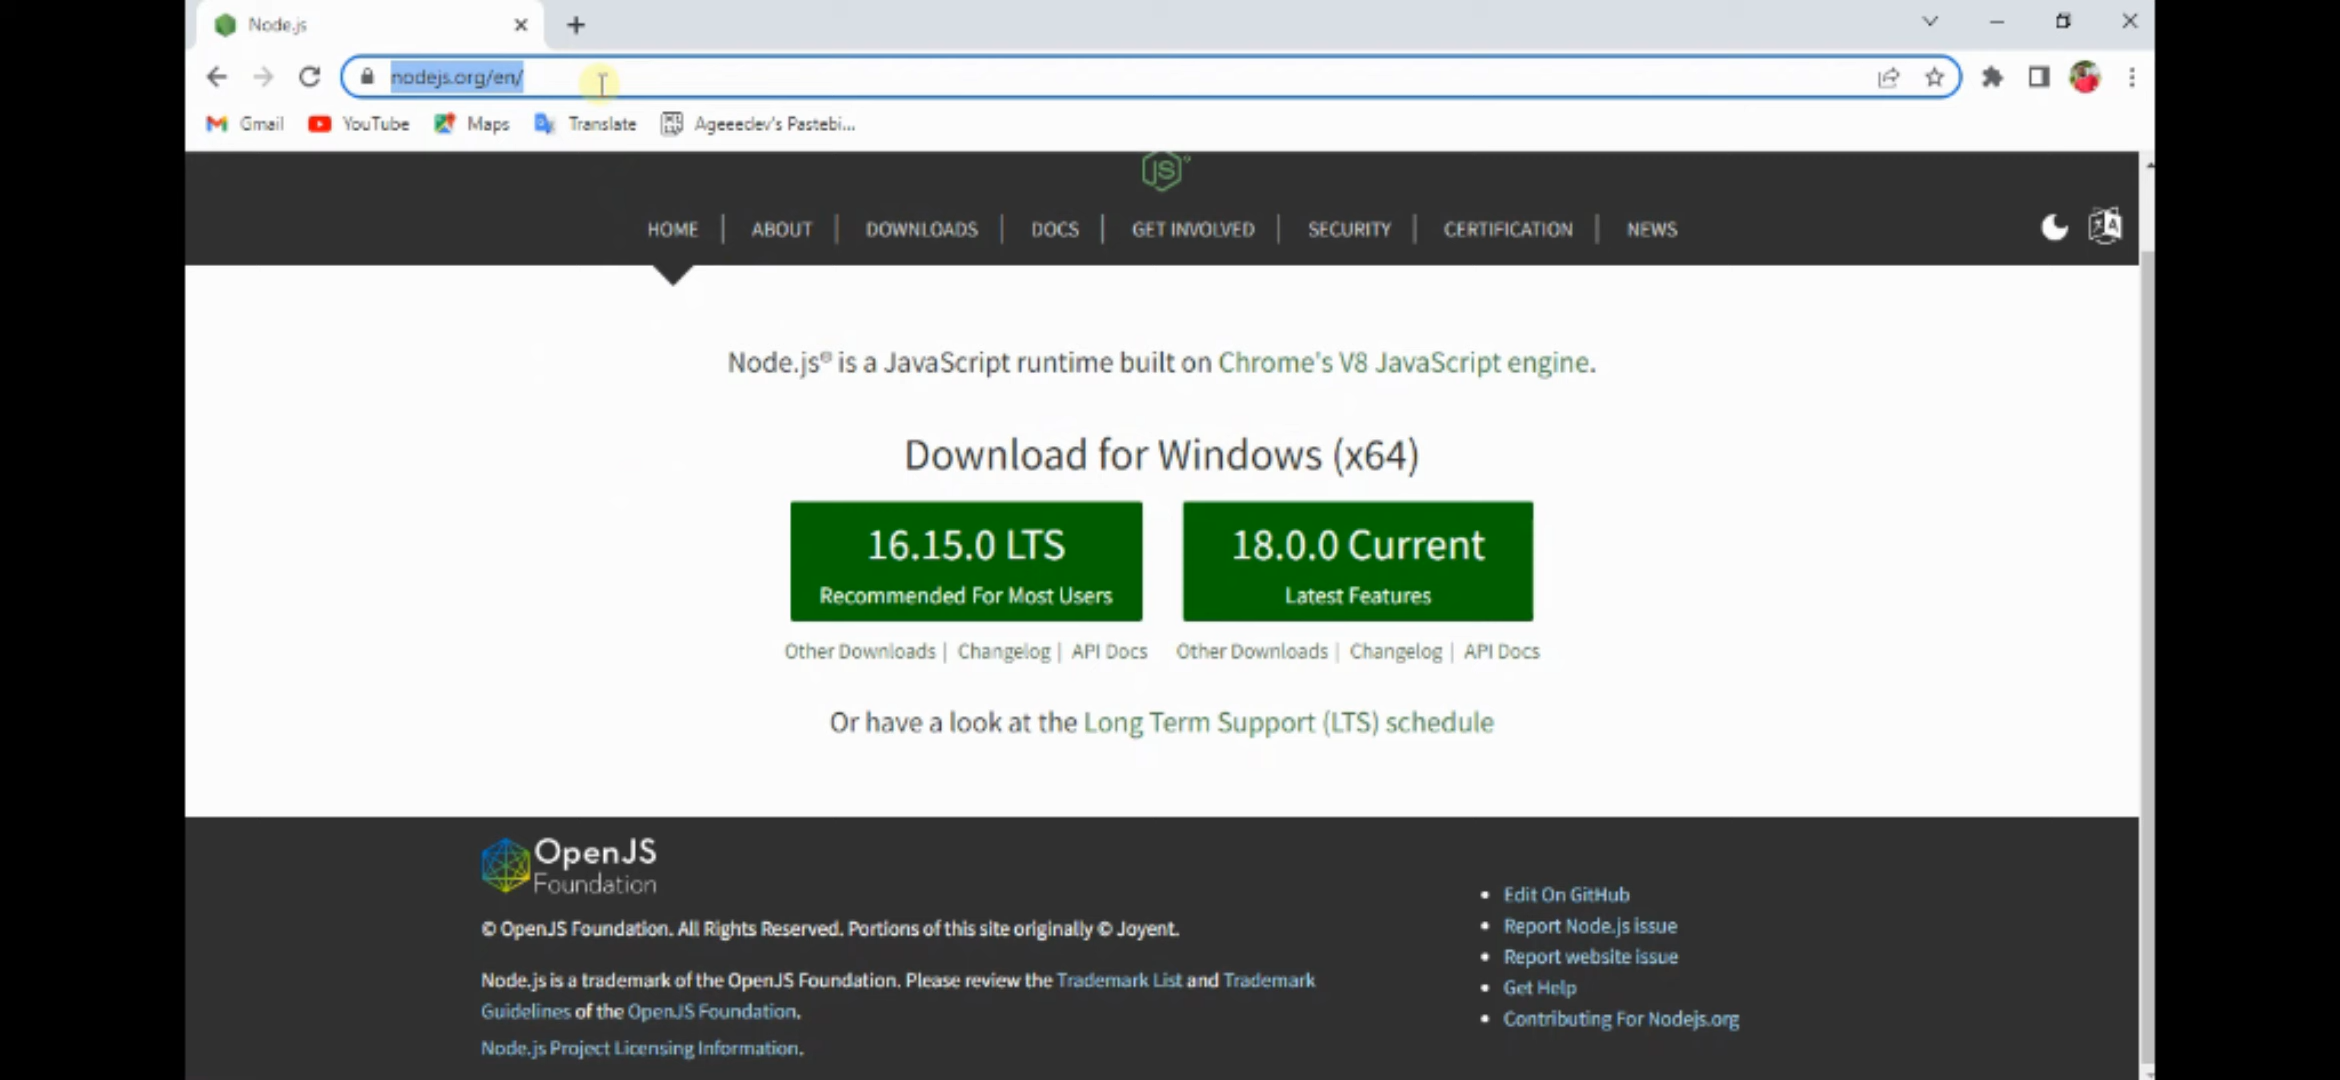 Node.js
nodejs.org/en/
Gmail YouTube Maps Translate Ageeedev's Pastebi...
JS
HOME | ABOUT | DOWNLOADS | DOCS | GET INVOLVED | SECURITY | CERTIFICATION | NEWS
Node.js® is a JavaScript runtime built on Chrome's V8 JavaScript engine.
Download for Windows (x64)
16.15.0 LTS
Recommended For Most Users
18.0.0 Current
Latest Features
Other Downloads | Changelog | API Docs
Other Downloads | Changelog | API Docs
Or have a look at the Long Term Support (LTS) schedule
OpenJS
Foundation
© OpenJS Foundation. All Rights Reserved. Portions of this site originally © Joyent.
Node.js is a trademark of the OpenJS Foundation. Please review the Trademark List and Trademark
Guidelines of the OpenJS Foundation.
Node.js Project Licensing Information.
• Edit On GitHub
• Report Node.js issue
• Report website issue
• Get Help
• Contributing For Nodejs.org